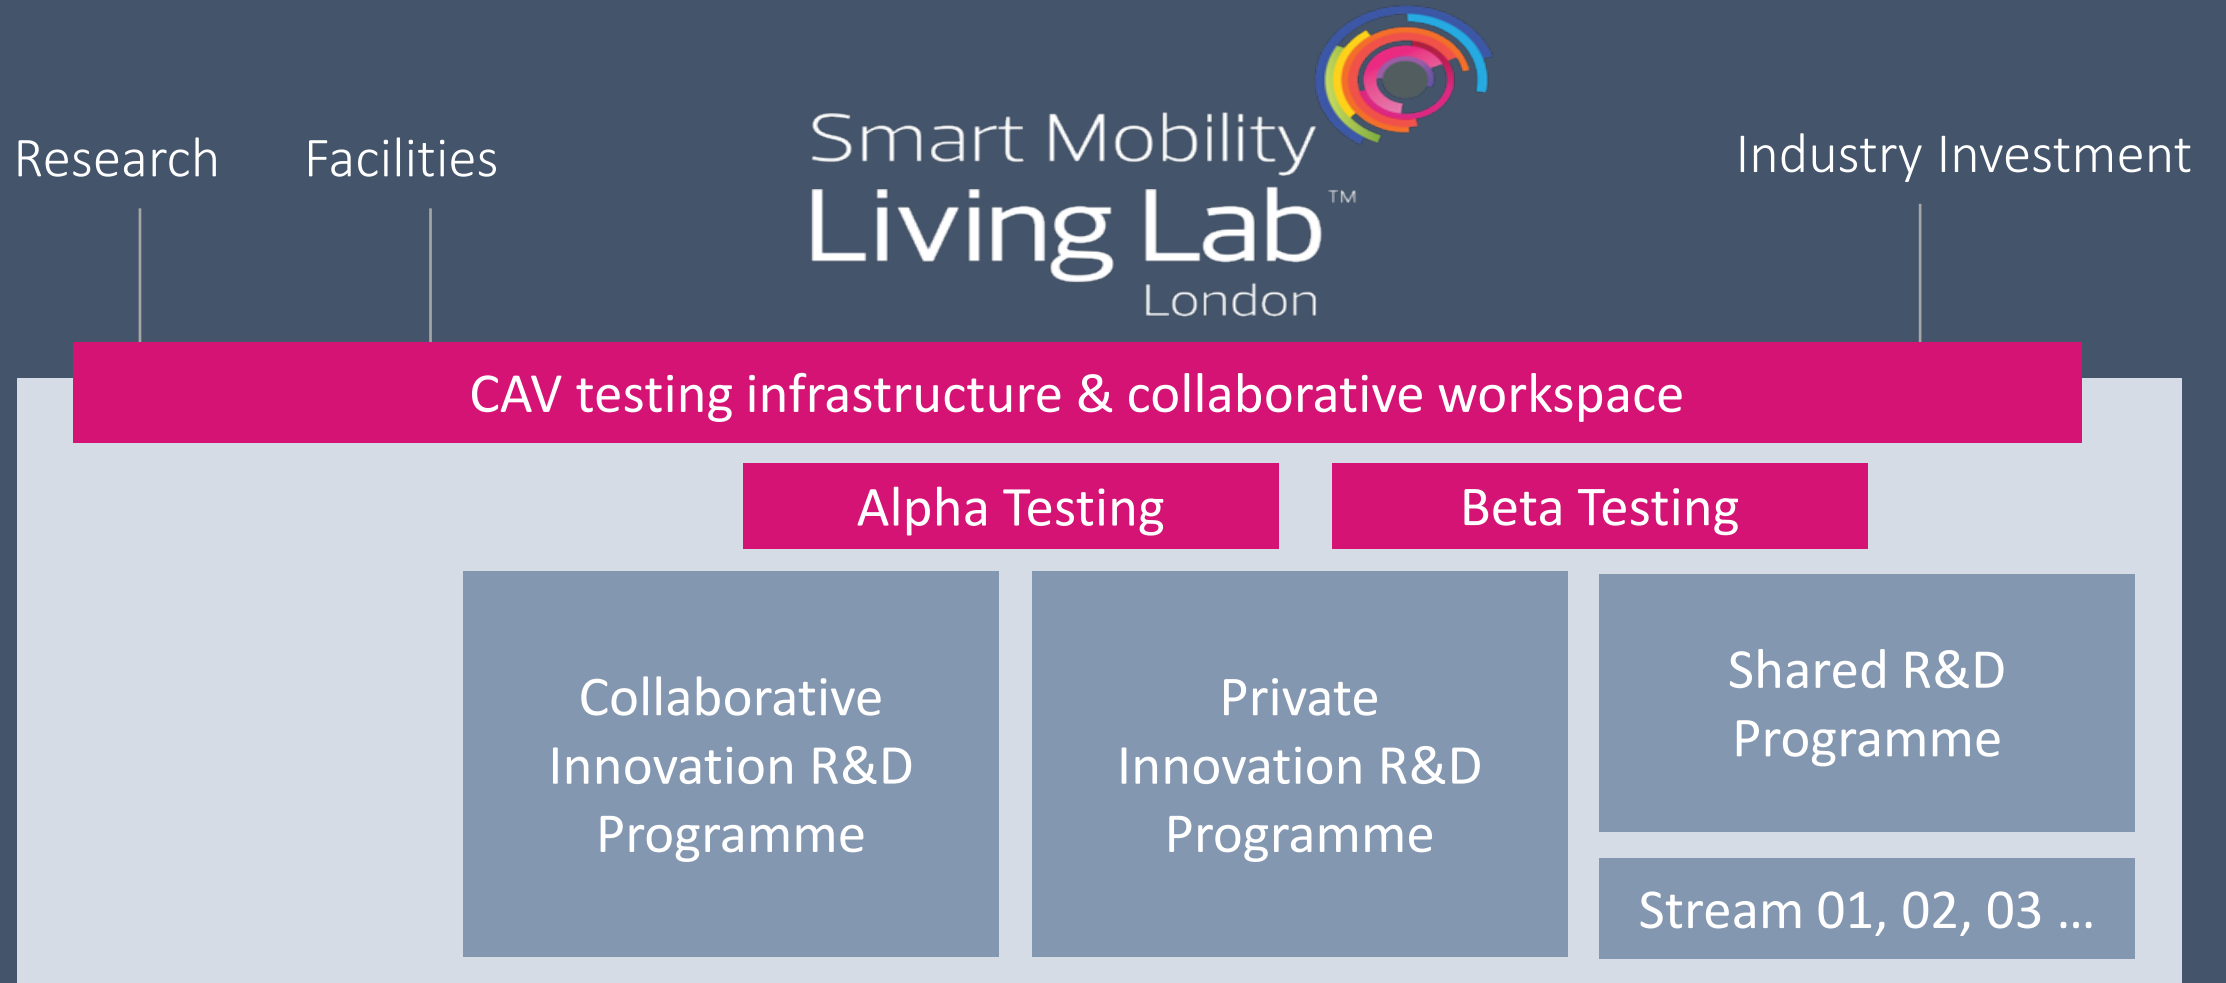 Research
Facilities
Smart Mobility
Living Lab™
London
Industry Investment
CAV testing infrastructure & collaborative workspace
Alpha Testing
Beta Testing
Collaborative
Innovation R&D
Programme
Private
Innovation R&D
Programme
Shared R&D
Programme
Stream 01, 02, 03 ...